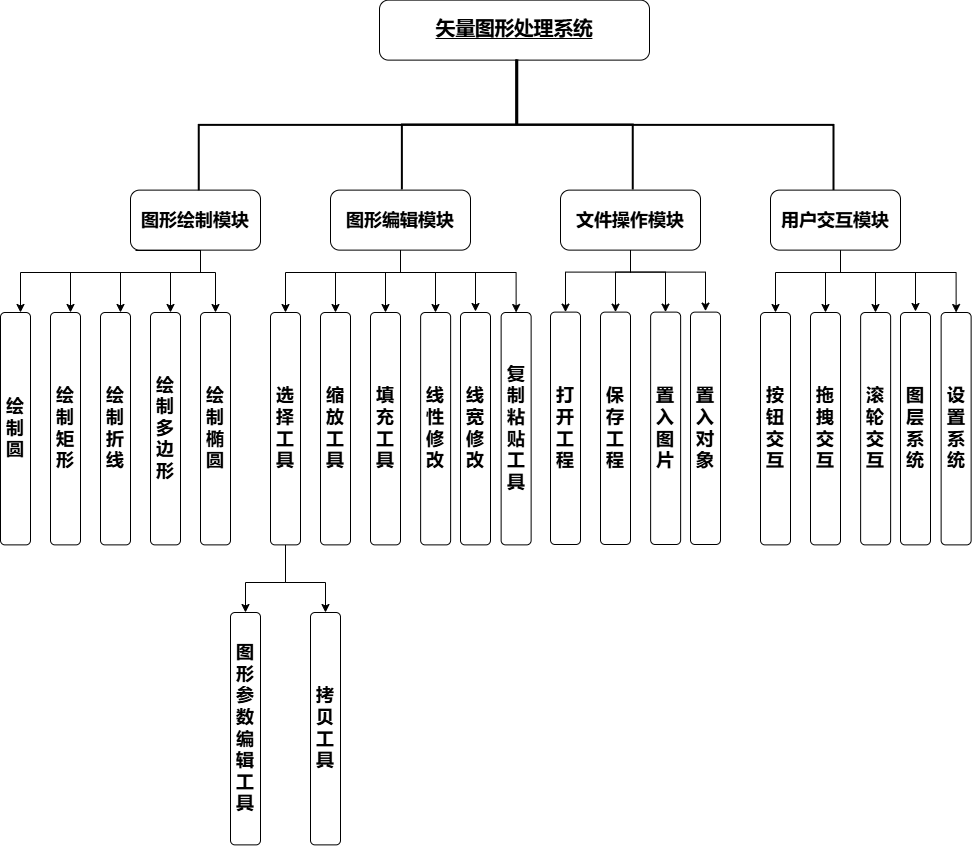 矢量图形处理系统
图形绘制模块
图形编辑模块
文件操作模块
用户交互模块
绘制圆
绘制矩形
绘制折线
绘制多边形
绘制椭圆
选择工具
缩放工具
填充工具
线性修改
线宽修改
复制粘贴工具
打开工程
保存工程
置入图片
置入对象
按钮交互
拖拽交互
滚轮交互
图层系统
设置系统
图形参数编辑工具
拷贝工具